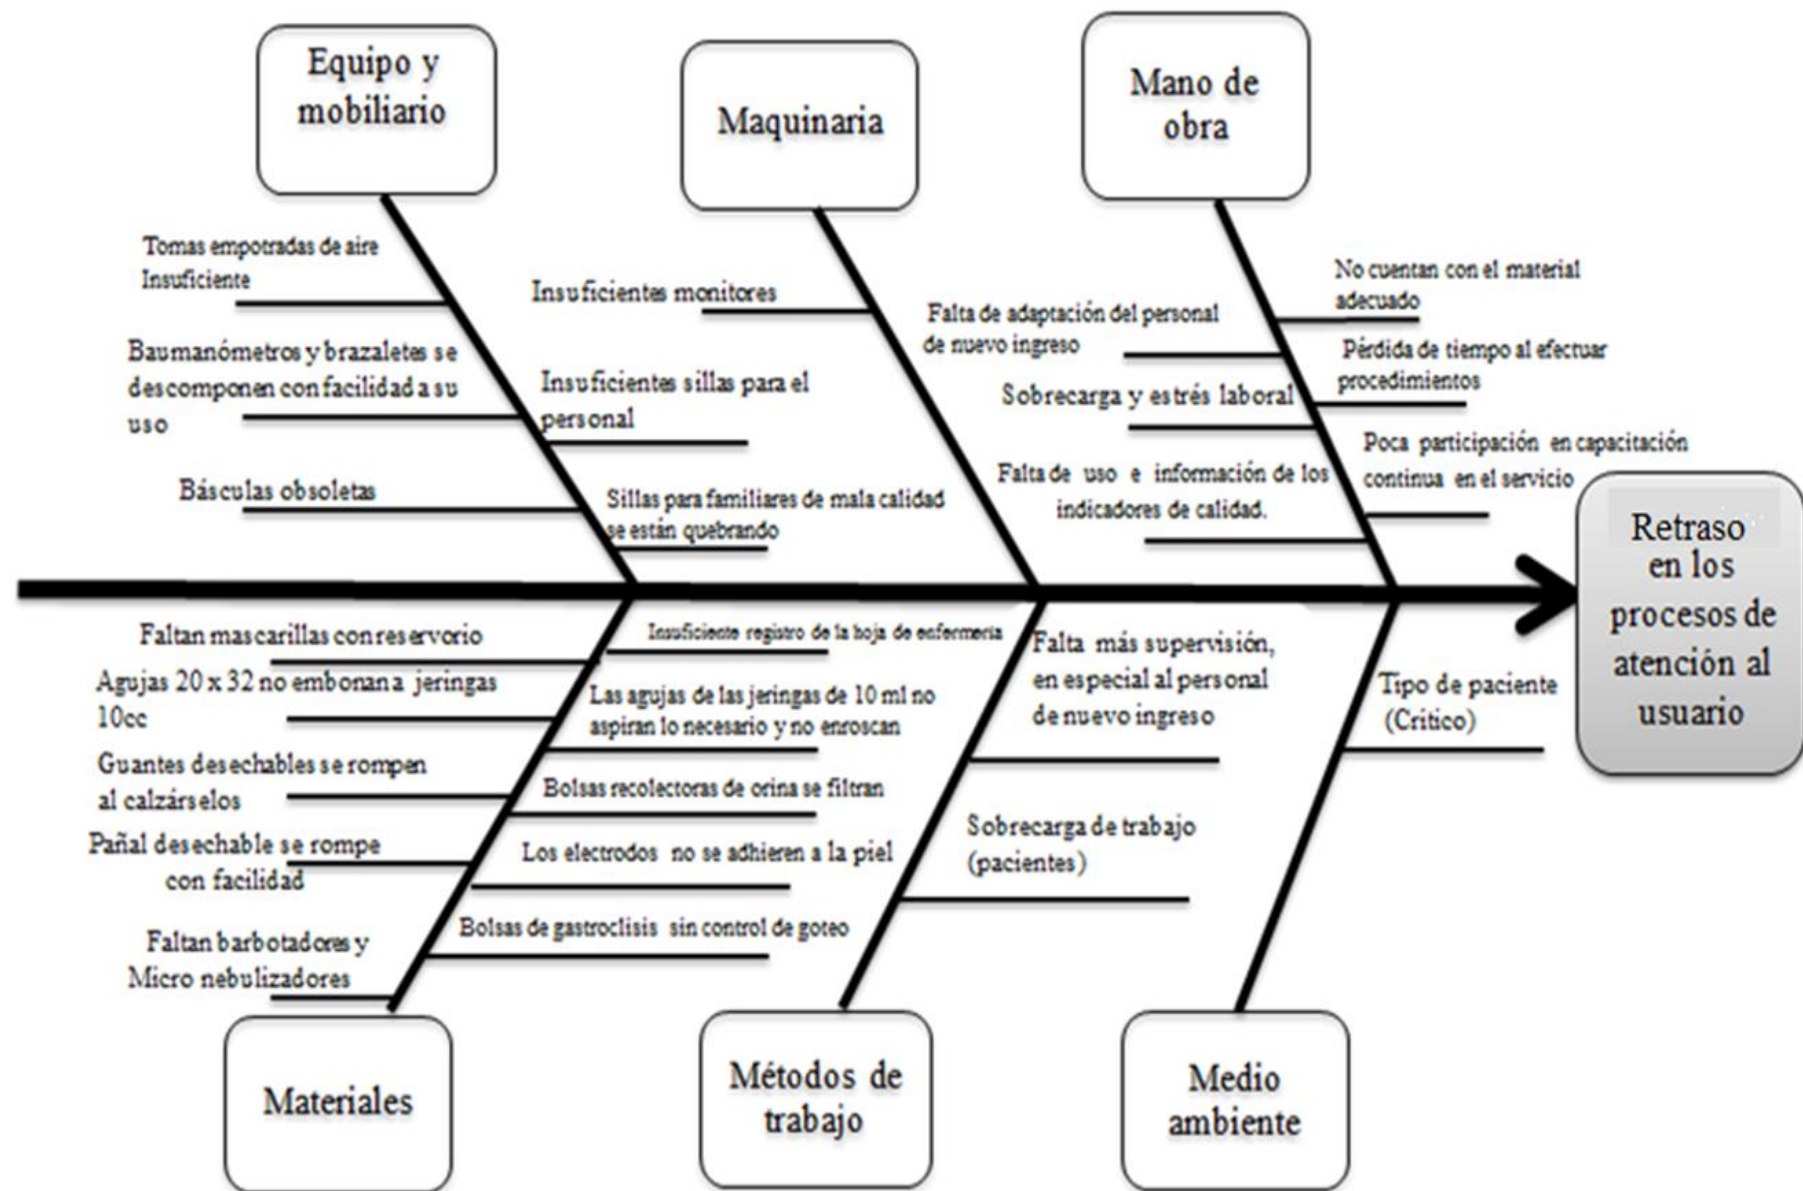 Equipo y
mobiliario
Maquinaria
Mano de
obra
Tomas empotradas de aire
Insuficiente
Baumanómetros y brazaletes se
descomponen con facilidad a su
uso
Básculas obsoletas
Insuficientes sillas para el
personal
Sillas para familiares de mala calidad
se están quebrando
Insuficientes monitores
Falta de adaptación del personal
de nuevo ingreso
Sobrecarga y estrés laboral
Falta de uso e información de los
indicadores de calidad.
No cuentan con el material
adecuado
Pérdida de tiempo al efectuar
procedimientos
Poca participación en capacitación
continua en el servicio
Retraso
en los
procesos de
atención al
usuario
Faltan mascarillas con reservorio
Agujas 20 x 32 no embonan a jeringas
10cc
Guantes desechables se rompen
al calzárselos
Pañal desechable se rompe
con facilidad
Faltan barbotadores y
Micro nebulizadores
Insuficiente registro de la hoja de enfermería
Las agujas de las jeringas de 10 ml no
aspiran lo necesario y no enroscan
Bolsas recolectoras de orina se filtran
Los electrodos no se adhieren a la piel
Bolsas de gastroclisis sin control de goteo
Falta más supervisión,
en especial al personal
de nuevo ingreso
Sobrecarga de trabajo
(pacientes)
Tipo de paciente
(Crítico)
Materiales
Métodos de
trabajo
Medio
ambiente